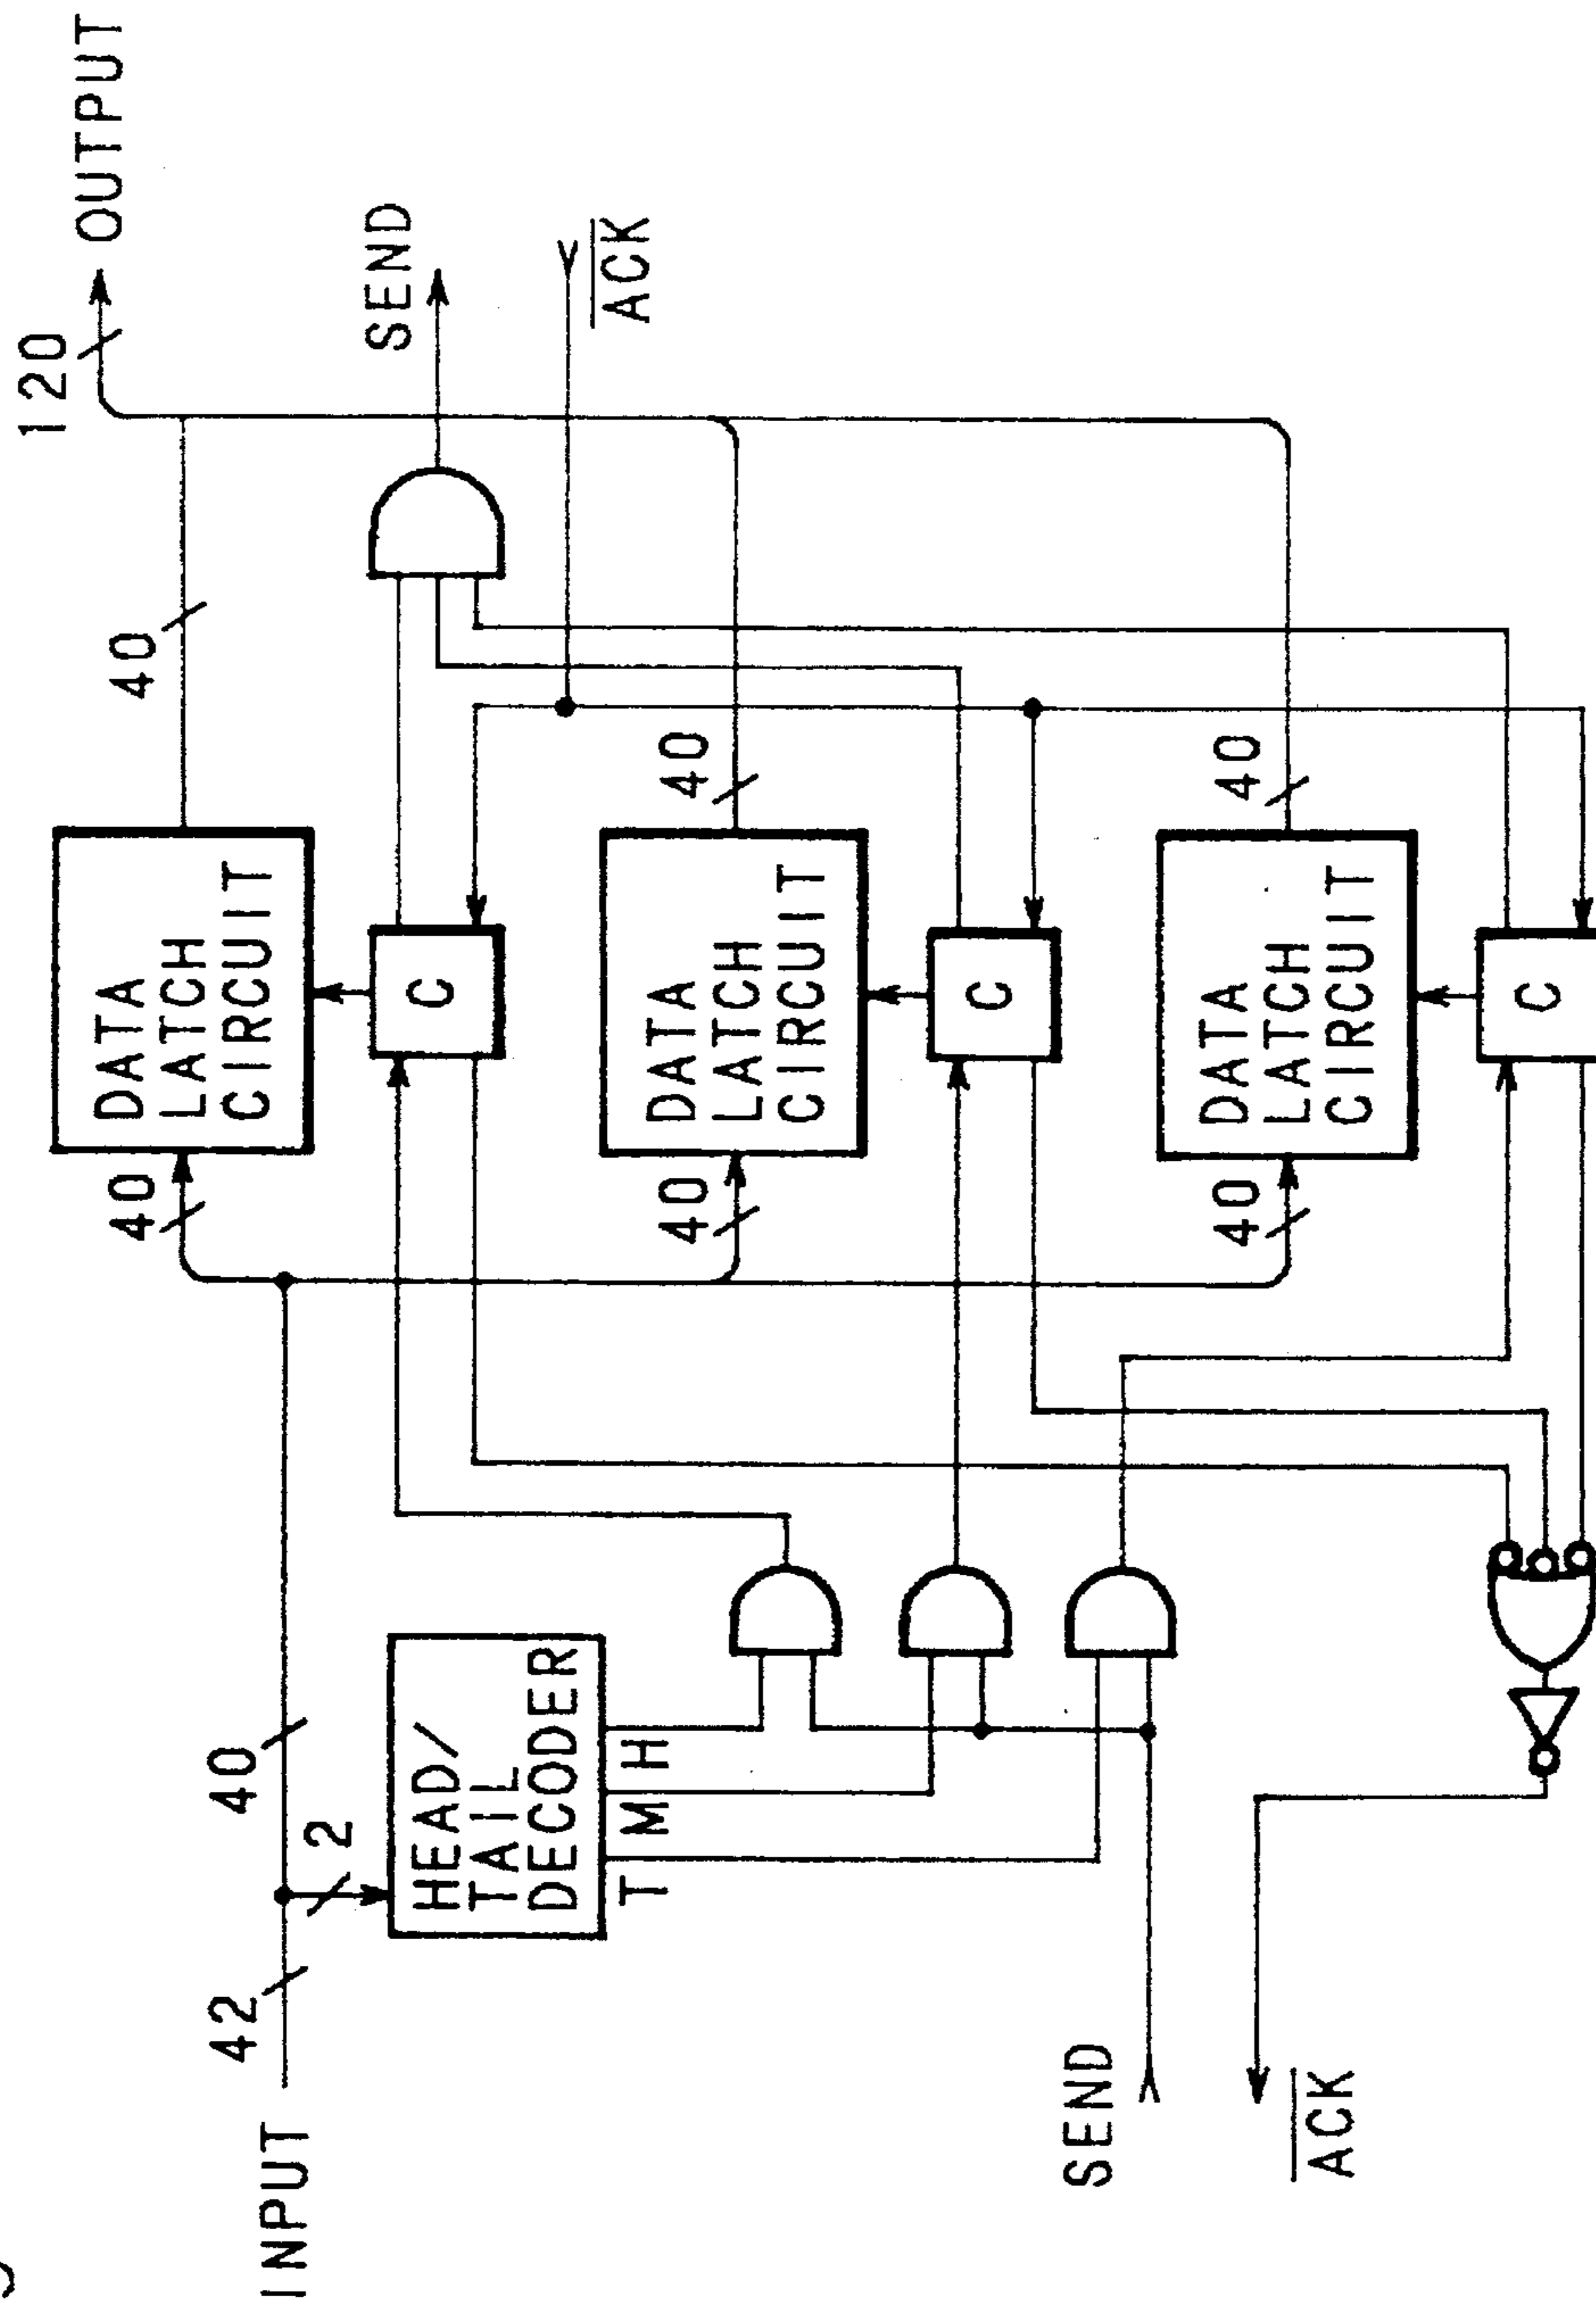 INPUT
42
2
40
HEAD/
TAIL
DECODER
H
M
T
SEND
ACK
40
DATA
LATCH
CIRCUIT
40
C
40
DATA
LATCH
CIRCUIT
40
C
40
DATA
LATCH
CIRCUIT
40
C
120
OUTPUT
SEND
ACK